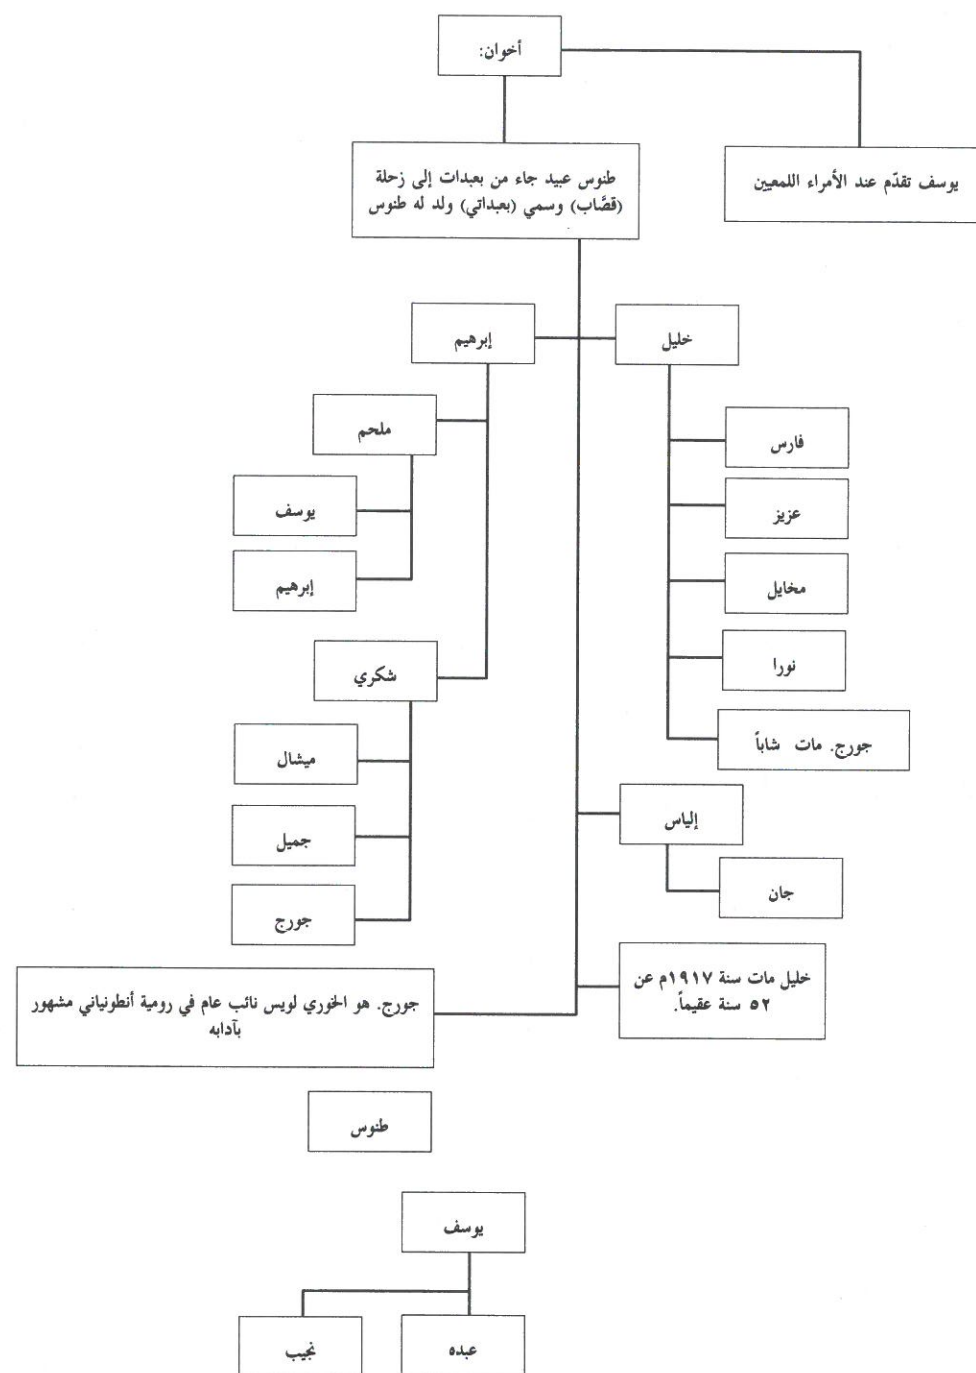 أخوان:
يوسف تقدّم عند الأمراء اللمعيين
طنوس عبيد جاء من بعبدات إلى زحلة
(قصَّاب) وسمي (بعبداتي) ولد له طنوس
خليل
إبرهيم
فارس
ملحم
عزيز
يوسف
مخايل
إبرهيم
نورا
شكري
جورج. مات شاباً
ميشال
إلياس
جميل
جان
جورج
خليل مات سنة ١٩١٧م عن
٥٢ سنة عقيماً.
جورج. هو الخوري لويس نائب عام في رومية أنطونياني مشهور
بآدابه
طنوس
يوسف
عبده
نجيب